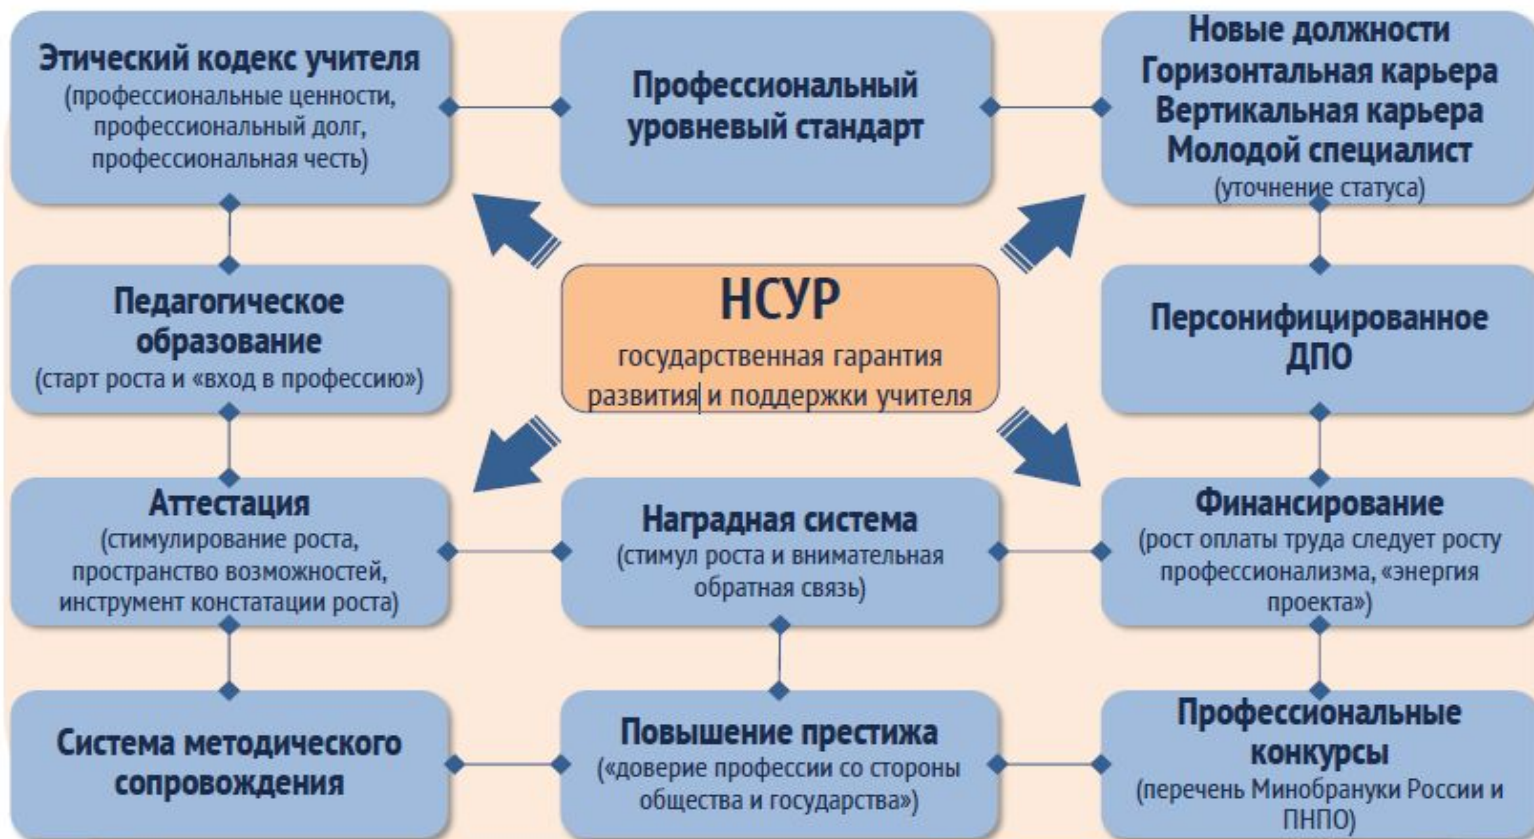 Этический кодекс учителя
(профессиональные ценности,
профессиональный долг,
профессиональная честь)
Профессиональный
уровневый стандарт
Новые должности
Горизонтальная карьера
Вертикальная карьера
Молодой специалист
(уточнение статуса)
Педагогическое
образование
(старт роста и «вход в профессию»)
НСУР
государственная гарантия
развития и поддержки учителя
Персонифицированное
ДПО
Аттестация
(стимулирование роста,
пространство возможностей,
инструмент констатации роста)
Наградная система
(стимул роста и внимательная
обратная связь)
Финансирование
(рост оплаты труда следует росту
профессионализма, «энергия
проекта»)
Система методического
сопровождения
Повышение престижа
(«доверие профессии со стороны
общества и государства»)
Профессиональные
конкурсы
(перечень Минобрануки России и
ПНПО)